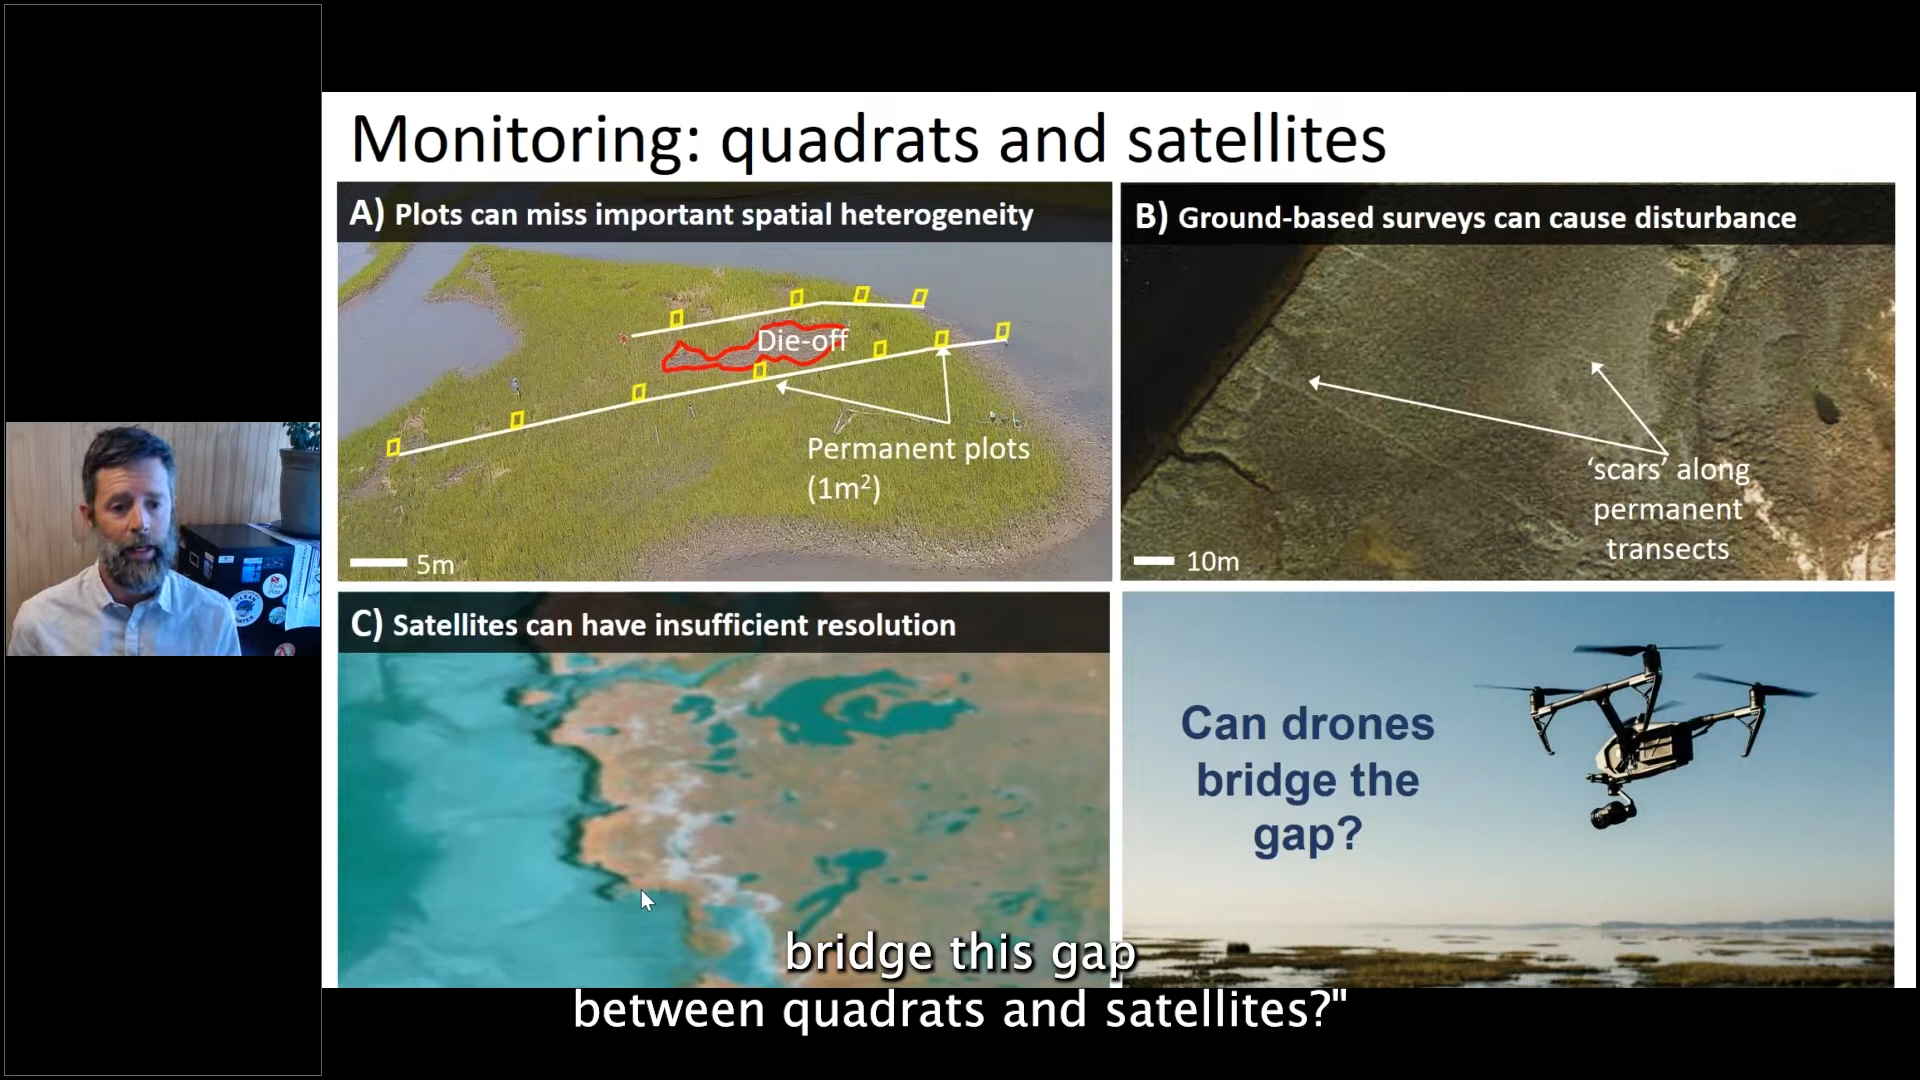 Monitoring: quadrats and satellites
A) Plots can miss important spatial heterogeneity
Die-off
Permanent plots
(1m²)
5m
B) Ground-based surveys can cause disturbance
‘scars’ along
permanent
transects
10m
C) Satellites can have insufficient resolution
Can drones
bridge the
gap?
bridge this gap
between quadrats and satellites?"